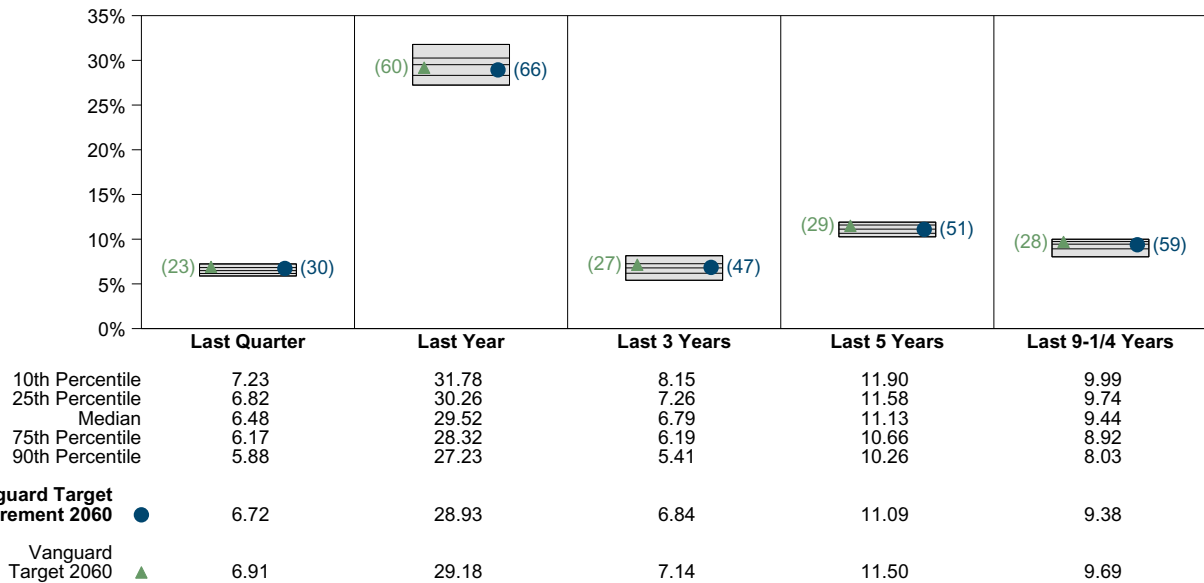 35%
30%
25%
20%
15%
10%
5%
0%
(23) (30)
(60) (66)
(27) (47)
(29) (51)
(28) (59)
Last Quarter Last Year Last 3 Years Last 5 Years Last 9-1/4 Years
10th Percentile 7.23 31.78 8.15 11.90 9.99
25th Percentile 6.82 30.26 7.26 11.58 9.74
Median 6.48 29.52 6.79 11.13 9.44
75th Percentile 6.17 28.32 6.19 10.66 8.92
90th Percentile 5.88 27.23 5.41 10.26 8.03
guard Target
rement 2060 6.72 28.93 6.84 11.09 9.38
Vanguard
Target 2060 6.91 29.18 7.14 11.50 9.69